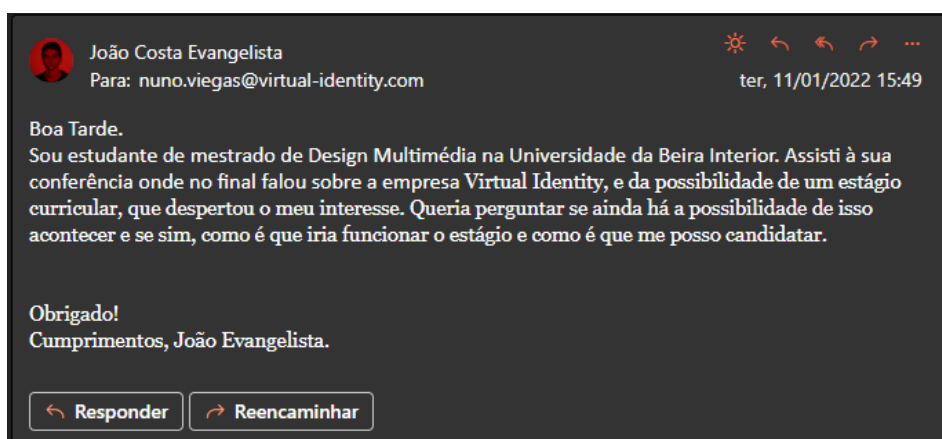 João Costa Evangelista
Para: nuno.viegas@virtual-identity.com
ter, 11/01/2022 15:49
Boa Tarde.
Sou estudante de mestrado de Design Multimédia na Universidade da Beira Interior. Assisti à sua
conferência onde no final falou sobre a empresa Virtual Identity, e da possibilidade de um estágio
curricular, que despertou o meu interesse. Queria perguntar se ainda há a possibilidade de isso
acontecer e se sim, como é que iria funcionar o estágio e como é que me posso candidatar.
Obrigado!
Cumprimentos, João Evangelista.
Responder
Reencaminhar